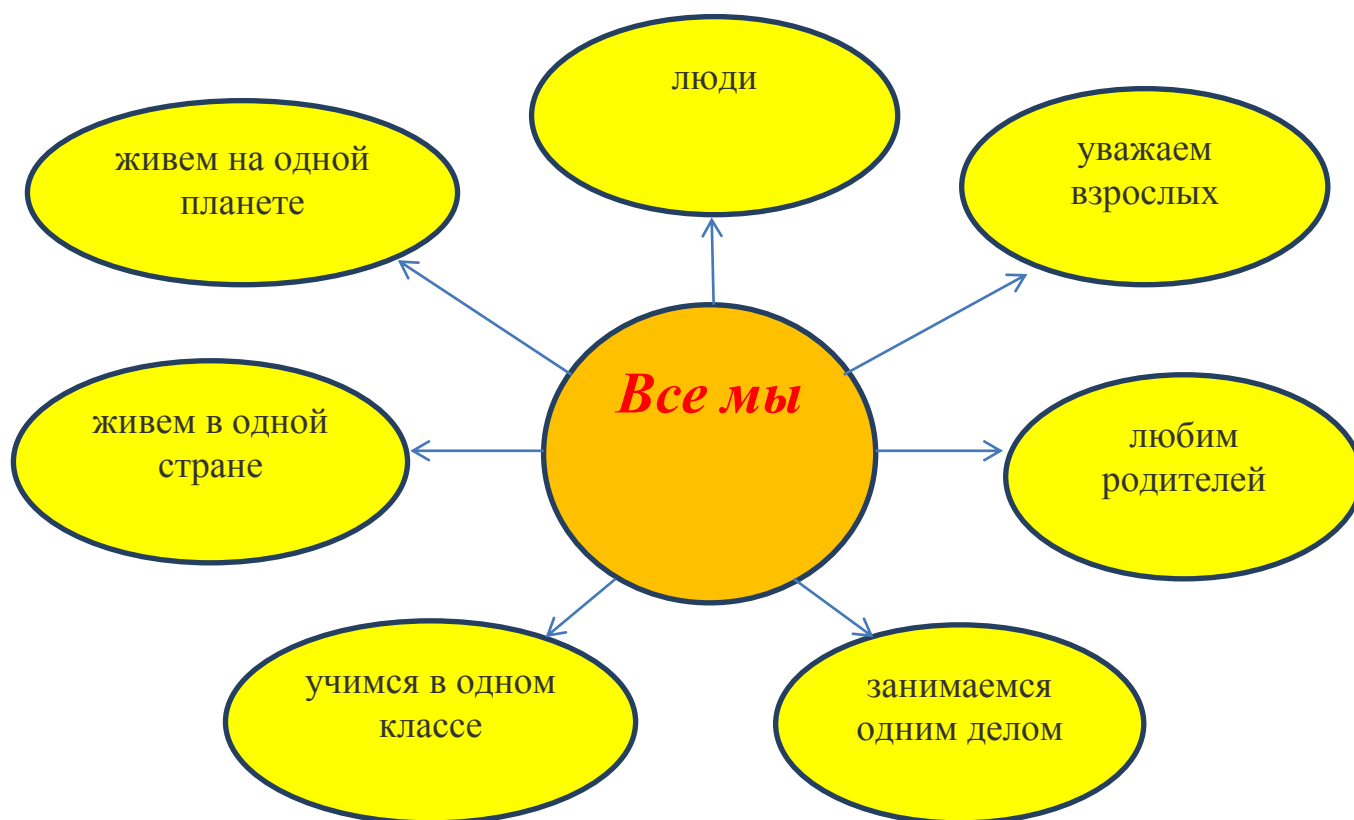 люди
живем на одной
планете
уважаем
взрослых
Все мы
живем в одной
стране
любим
родителей
учимся в одном
классе
занимаемся
одним делом